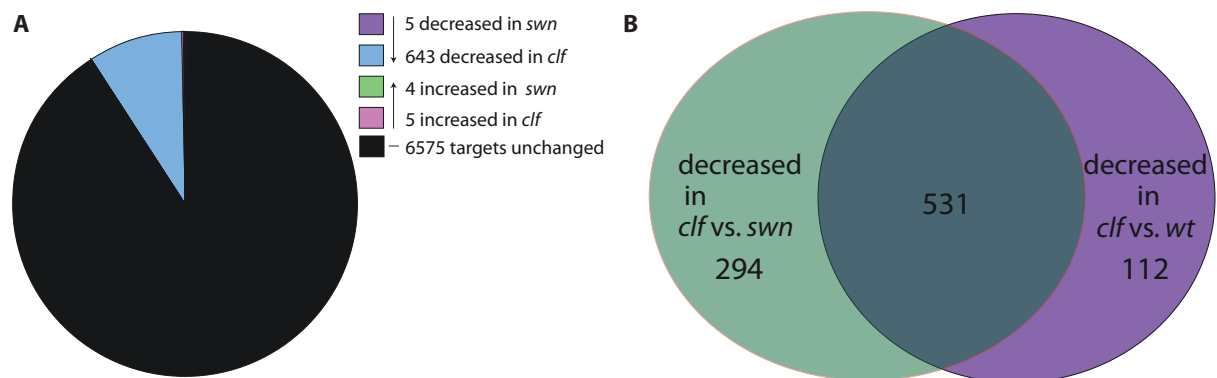 A
5 decreased in swn
643 decreased in clf
4 increased in swn
5 increased in clf
6575 targets unchanged
B
decreased
in
clf vs. swn
294
531
decreased
in
clf vs. wt
112